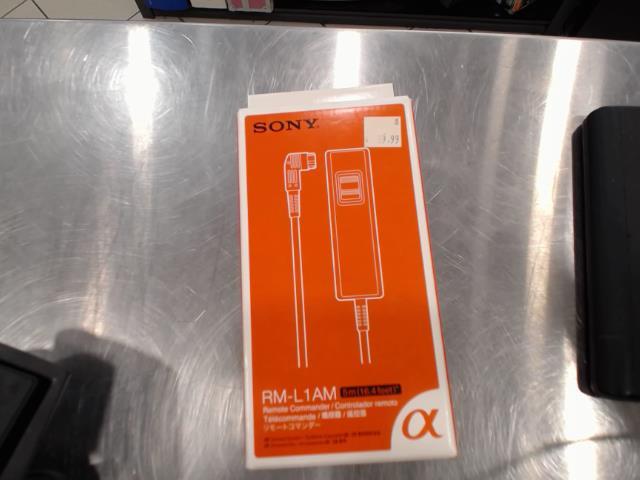 SONY
RM-L1AM 5m(16.4 feet)*
Remote Commander / Controlador remoto
Télécommande / 遙控器 / 遥控器
リモートコマンダー
α